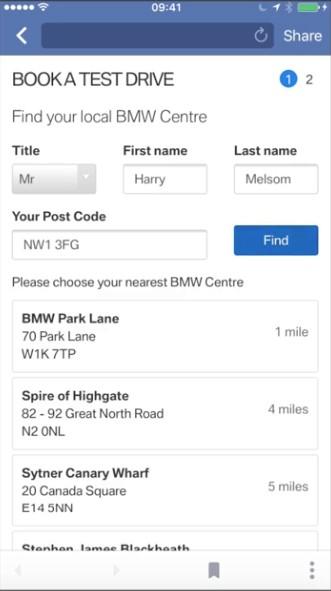 09:41
Share
BOOK A TEST DRIVE
1 2
Find your local BMW Centre
Title First name Last name
Mr Harry Melsom
Your Post Code
NW1 3FG Find
Please choose your nearest BMW Centre
BMW Park Lane
70 Park Lane 1 mile
W1K 7TP
Spire of Highgate
82 - 92 Great North Road 4 miles
N2 0NL
Sytner Canary Wharf
20 Canada Square 5 miles
E14 5NN
Stephen James Blackheath